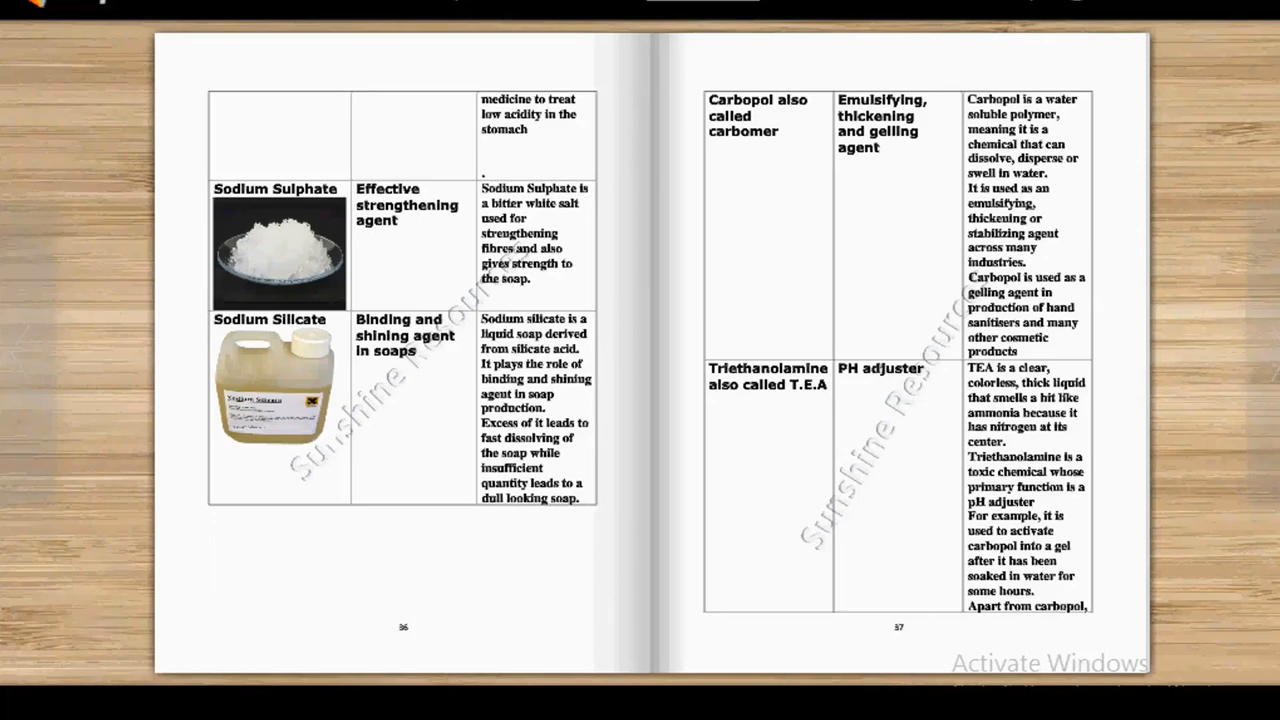 medicine to treat
low acidity in the
stomach
.
Sodium Sulphate
Effective
strengthening
agent
Sodium Sulphate is
a bitter white salt
used for
strengthening
fibres and also
gives strength to
the soap.
Sodium Silicate
Sodium Silicate
Binding and
shining agent
in soaps
Sodium silicate is a
liquid soap derived
from silicate acid.
It plays the role of
binding and shining
agent in soap
production.
Excess of it leads to
fast dissolving of
the soap while
insufficient
quantity leads to a
dull looking soap.
Sunshine Resources
36
Carbopol also
called
carbomer
Emulsifying,
thickening
and gelling
agent
Carbopol is a water
soluble polymer,
meaning it is a
chemical that can
dissolve, disperse or
swell in water.
It is used as an
emulsifying,
thickening or
stabilizing agent
across many
industries.
Carbopol is used as a
gelling agent in
production of hand
sanitisers and many
other cosmetic
products
Triethanolamine
also called T.E.A
PH adjuster
TEA is a clear,
colorless, thick liquid
that smells a bit like
ammonia because it
has nitrogen at its
center.
Triethanolamine is a
toxic chemical whose
primary function is a
pH adjuster
For example, it is
used to activate
carbopol into a gel
after it has been
soaked in water for
some hours.
Apart from carbopol,
Sunshine Resources
37
Activate Windows